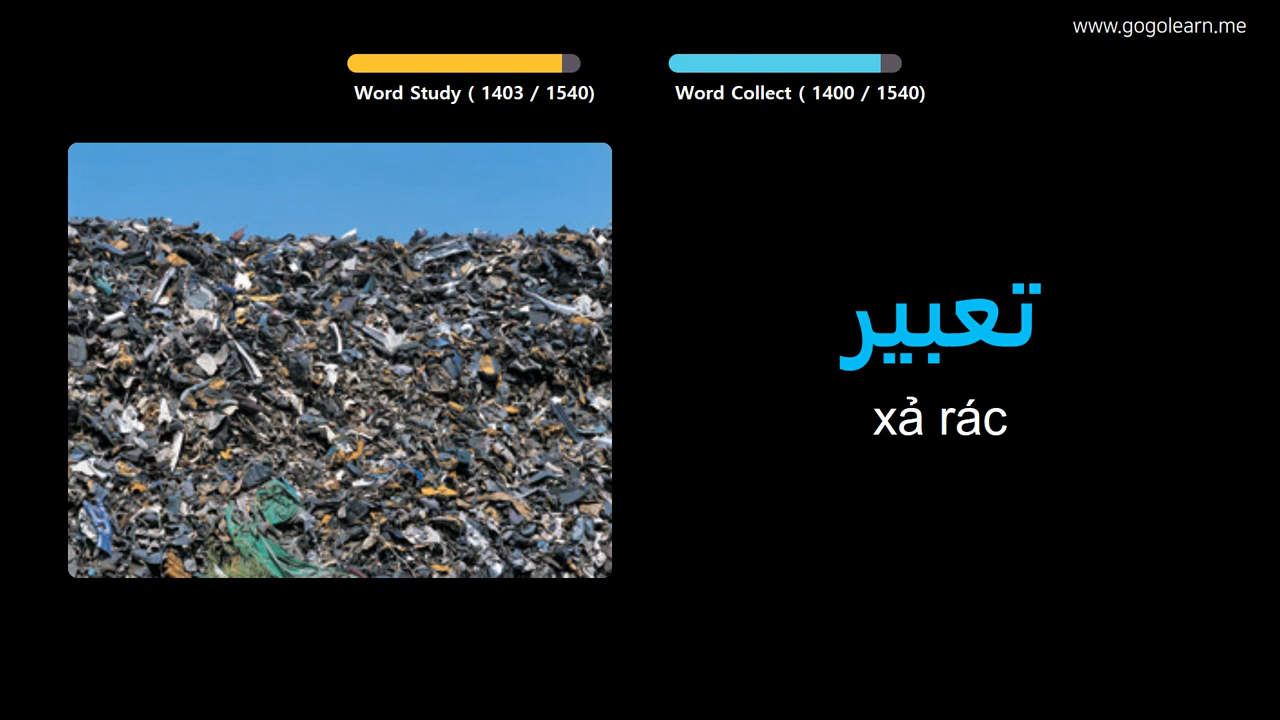 www.gogolearn.me
Word Study ( 1403 / 1540)
Word Collect ( 1400 / 1540)
تعبير
xả rác